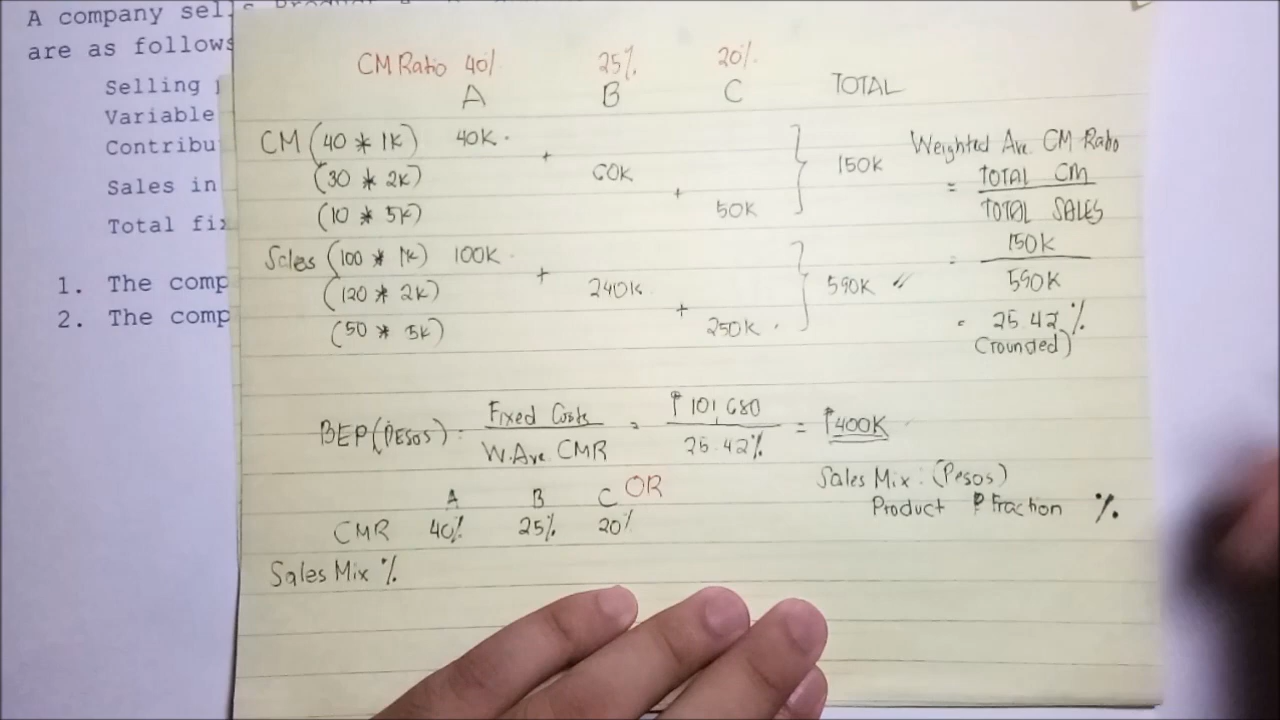 A company sells
are as follows
Selling
Variable
Contribu
Sales in
Total fix
1. The comp
2. The comp
CM Ratio 40% 25% 20%
A B C TOTAL
CM (40 * 1K) 40K. +
(30 * 2K) 60K + 150K
(10 * 5K) 50K
Sales (100 * 1K) 100K. +
(120 * 2K) 240K. + 590K
(50 * 5K) 250K.
Weighted Ave CM Ratio
= TOTAL CM
TOTAL SALES
= 150K
590K
= 25.42%
(rounded)
BEP (PESOS) = Fixed Costs = ₱101,680 = ₱400K
W.Ave CMR 25.42%
A B C OR
CMR 40% 25% 20%
Sales Mix %
Sales Mix: (Pesos)
Product ₱ Fraction %